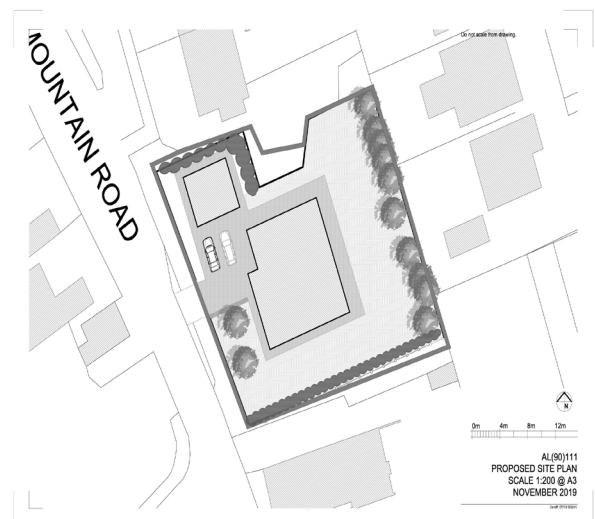 Do not scale from drawing.
MOUNTAIN ROAD
N
0m 4m 8m 12m
AL(90)111
PROPOSED SITE PLAN
SCALE 1:200 @ A3
NOVEMBER 2019